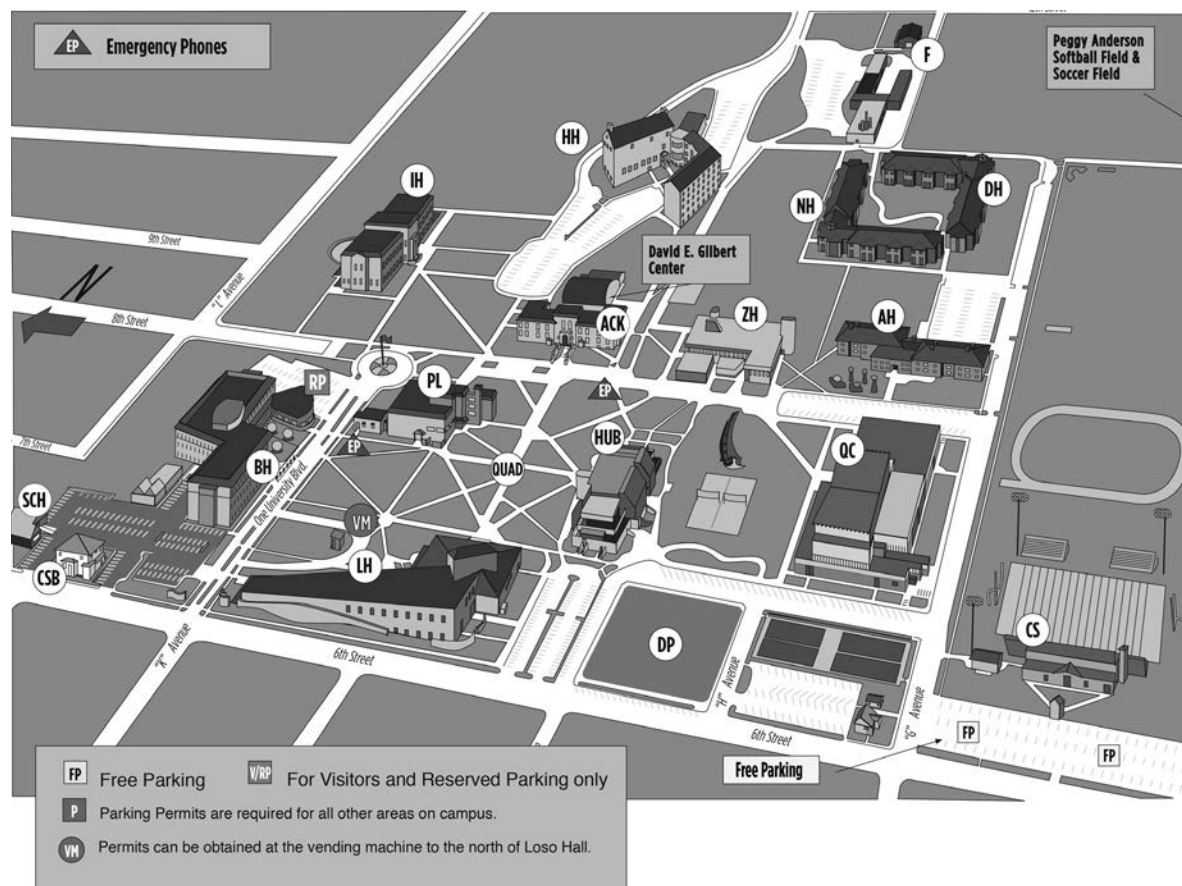 EP Emergency Phones
Peggy Anderson
Softball Field &
Soccer Field
F
HH
IH
DH
NH
9th Street
"L" Avenue
N
David E. Gilbert
Center
8th Street
ACK
ZH
AH
RP
PL
EP
7th Street
EP
HUB
QC
BH
QUAD
SCH
One University Blvd.
VM
CSB
LH
"K" Avenue
6th Street
DP
CS
"H" Avenue
"G" Avenue
6th Street
FP
FP
Free Parking
FP Free Parking V/RP For Visitors and Reserved Parking only
P Parking Permits are required for all other areas on campus.
VM Permits can be obtained at the vending machine to the north of Loso Hall.